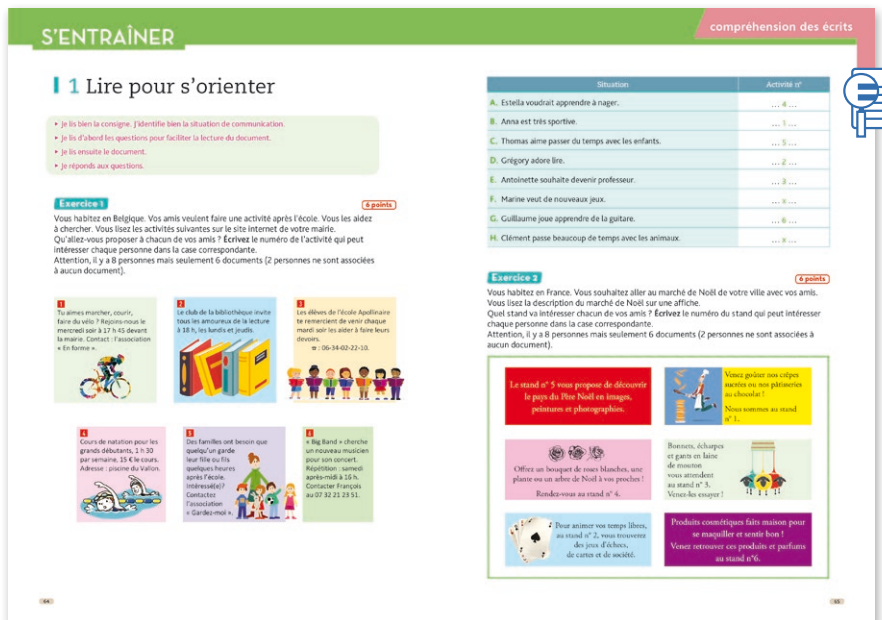 S'ENTRAÎNER
compréhension des écrits
1 Lire pour s'orienter
▸ Je lis bien la consigne. J'identifie bien la situation de communication.
▸ Je lis d'abord les questions pour faciliter la lecture du document.
▸ Je lis ensuite le document.
▸ Je réponds aux questions.
Exercice 1
6 points
Vous habitez en Belgique. Vos amis veulent faire une activité après l'école. Vous les aidez
à chercher. Vous lisez les activités suivantes sur le site internet de votre mairie.
Qu'allez-vous proposer à chacun de vos amis ? Écrivez le numéro de l'activité qui peut
intéresser chaque personne dans la case correspondante.
Attention, il y a 8 personnes mais seulement 6 documents (2 personnes ne sont associées
à aucun document).
1
Tu aimes marcher, courir,
faire du vélo ? Rejoins-nous le
mercredi soir à 17 h 45 devant
la mairie. Contact : l'association
« En forme ».
2
Le club de la bibliothèque invite
tous les amoureux de la lecture
à 18 h, les lundis et jeudis.
3
Les élèves de l'école Apollinaire
te remercient de venir chaque
mardi soir les aider à faire leurs
devoirs.
☎ : 06-34-02-22-10.
4
Cours de natation pour les
grands débutants, 1 h 30
par semaine. 15 € le cours.
Adresse : piscine du Vallon.
5
Des familles ont besoin que
quelqu'un garde
leur fille ou fils
quelques heures
après l'école.
Intéressé(e)?
Contactez
l'association
« Gardez-moi ».
6
« Big Band » cherche
un nouveau musicien
pour son concert.
Répétition : samedi
après-midi à 16 h.
Contacter François
au 07 32 21 23 51.
64
Situation Activité n°
A. Estella voudrait apprendre à nager. ... 4 ...
B. Anna est très sportive. ... 1 ...
C. Thomas aime passer du temps avec les enfants. ... 5 ...
D. Grégory adore lire. ... 2 ...
E. Antoinette souhaite devenir professeur. ... 3 ...
F. Marine veut de nouveaux jeux.
G. Guillaume joue apprendre de la guitare. ... 6 ...
H. Clément passe beaucoup de temps avec les animaux.
Exercice 2
6 points
Vous habitez en France. Vous souhaitez aller au marché de Noël de votre ville avec vos amis.
Vous lisez la description du marché de Noël sur une affiche.
Quel stand va intéresser chacun de vos amis ? Écrivez le numéro du stand qui peut intéresser
chaque personne dans la case correspondante.
Attention, il y a 8 personnes mais seulement 6 documents (2 personnes ne sont associées à
aucun document).
Le stand n° 5 vous propose de découvrir
le pays du Père Noël en images,
peintures et photographies.
Venez goûter nos crêpes
sucrées ou nos pâtisseries
au chocolat !
Nous sommes au stand
n° 1.
Offrez un bouquet de roses blanches, une
plante ou un arbre de Noël à vos proches !
Rendez-vous au stand n° 4.
Bonnets, écharpes
et gants en laine
de mouton
vous attendent
au stand n° 3.
Venez-les essayer !
Pour animer vos temps libres,
au stand n° 2, vous trouverez
des jeux d'échecs,
de cartes et de société.
Produits cosmétiques faits maison pour
se maquiller et sentir bon !
Venez retrouver ces produits et parfums
au stand n°6.
65